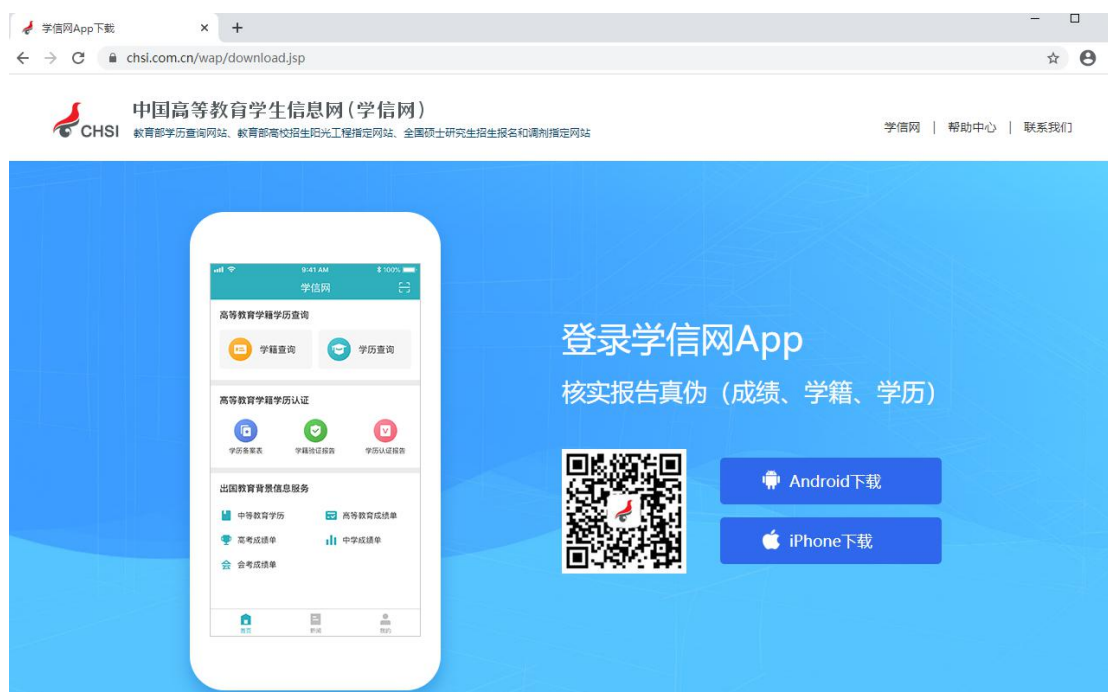 学信网App下载
chsi.com.cn/wap/download.jsp
CHSI
中国高等教育学生信息网(学信网)
教育部学历查询网站、教育部高校招生阳光工程指定网站、全国硕士研究生招生报名和调剂指定网站
学信网 | 帮助中心 | 联系我们
9:41 AM 100%
学信网
高等教育学籍学历查询
学籍查询 学历查询
高等教育学籍学历认证
学历备案表 学籍验证报告 学历认证报告
出国教育背景信息服务
中等教育学历 高等教育成绩单
高考成绩单 中学成绩单
会 会考成绩单
首页 新闻 我的
登录学信网App
核实报告真伪（成绩、学籍、学历）
Android下载
iPhone下载